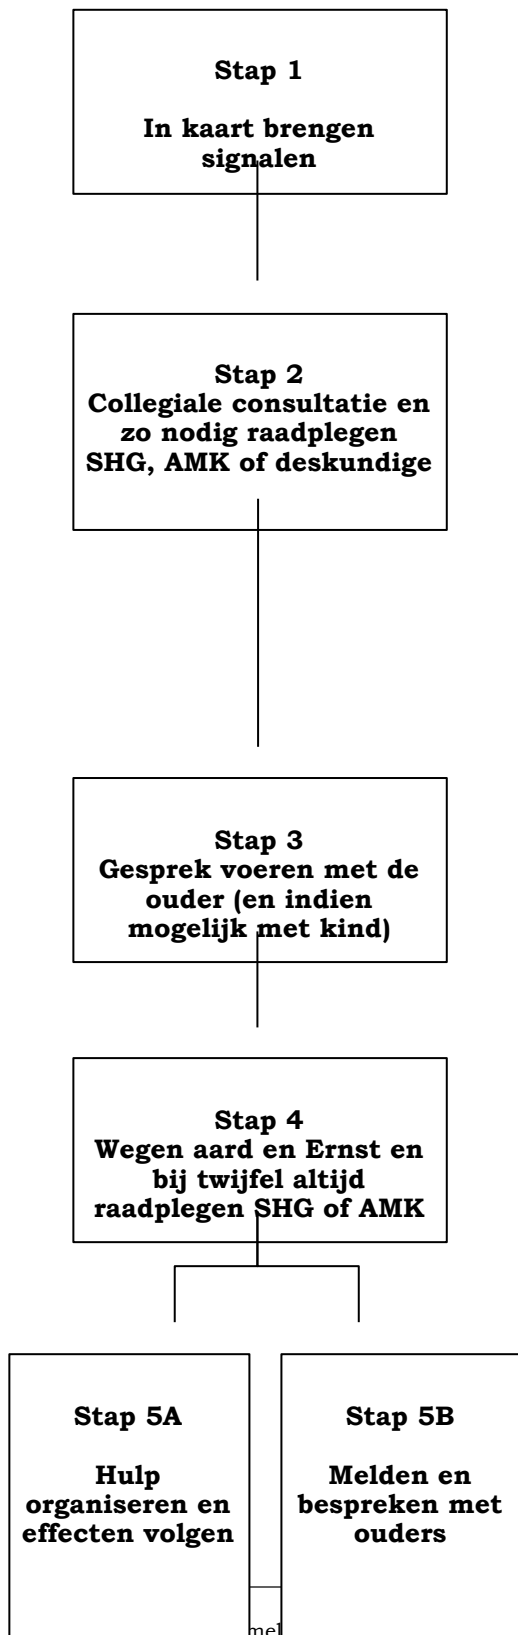 Stap 1
In kaart brengen
signalen
Stap 2
Collegiale consultatie en
zo nodig raadplegen
SHG, AMK of deskundige
Stap 3
Gesprek voeren met de
ouder (en indien
mogelijk met kind)
Stap 4
Wegen aard en Ernst en
bij twijfel altijd
raadplegen SHG of AMK
Stap 5A
Hulp
organiseren en
effecten volgen
Stap 5B
Melden en
bespreken met
ouders